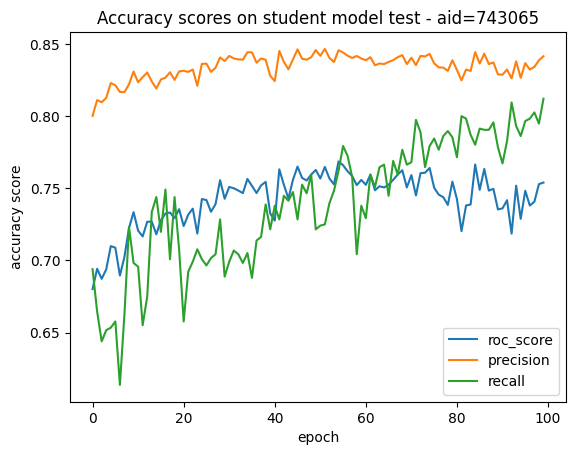 Accuracy scores on student model test - aid=743065
accuracy score
0.85
0.80
0.75
0.70
0.65
0
20
40
60
80
100
epoch
roc_score
precision
recall